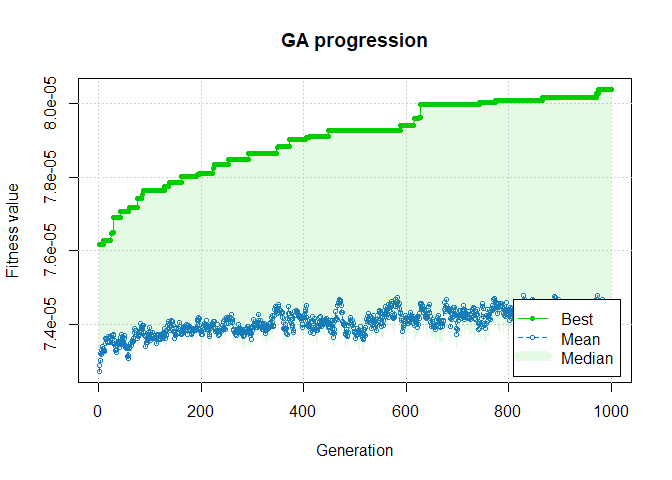 GA progression
Fitness value
8.0e-05
7.8e-05
7.6e-05
7.4e-05
Best
Mean
Median
0 200 400 600 800 1000
Generation